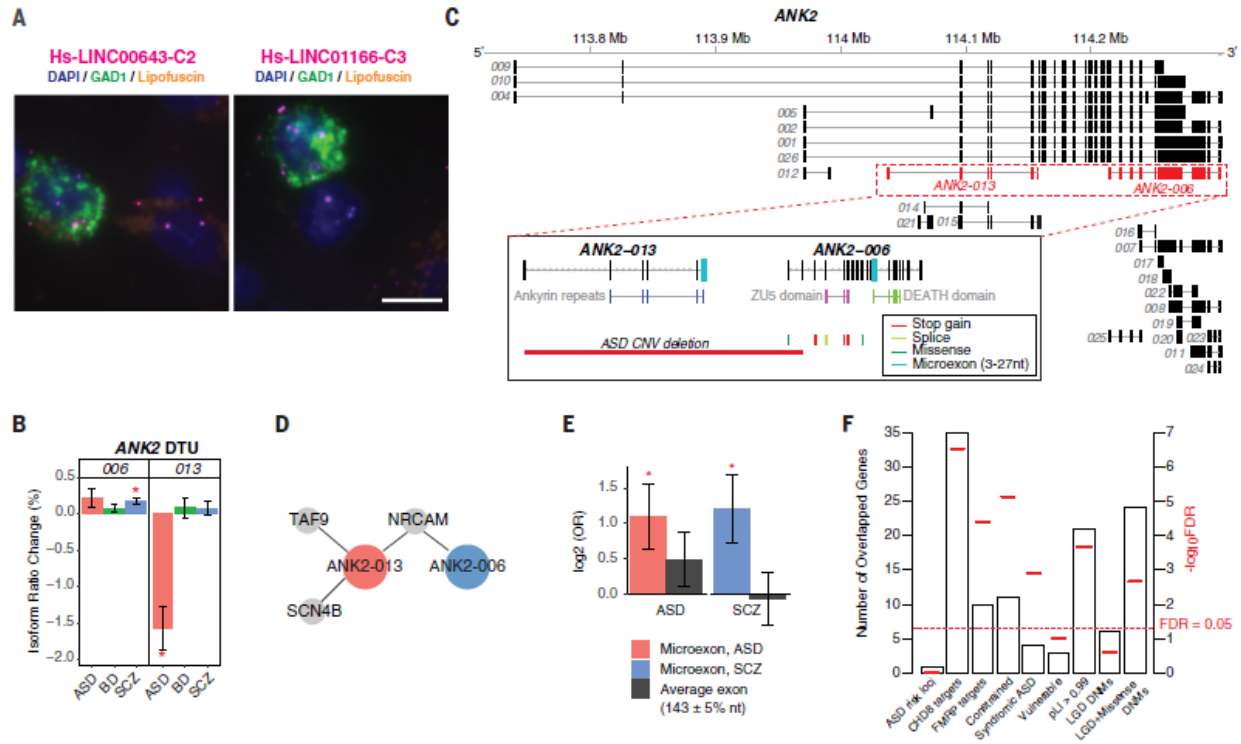 A
Hs-LINC00643-C2
DAPI / GAD1 / Lipofuscin
Hs-LINC01166-C3
DAPI / GAD1 / Lipofuscin
C
ANK2
5'
113.8 Mb
113.9 Mb
114 Mb
114.1 Mb
114.2 Mb
3'
009
010
004
005
002
001
026
012
ANK2-013
ANK2-006
014
021
015
016
007
017
018
022
008
019
025
020
023
011
024
ANK2-013
ANK2-006
Ankyrin repeats
ZU5 domain
DEATH domain
ASD CNV deletion
Stop gain
Splice
Missense
Microexon (3-27nt)
B
ANK2 DTU
006
013
Isoform Ratio Change (%)
0.5
0.0
-0.5
-1.0
-1.5
-2.0
*
*
ASD
BD
SCZ
ASD
BD
SCZ
D
TAF9
NRCAM
ANK2-013
ANK2-006
SCN4B
E
log2 (OR)
1.5
1.0
0.5
0.0
*
*
ASD
SCZ
Microexon, ASD
Microexon, SCZ
Average exon
(143 ± 5% nt)
F
Number of Overlapped Genes
35
30
25
20
15
10
5
0
7
6
5
4
3
2
1
0
-log10FDR
FDR = 0.05
ASD risk loci
CHD8 targets
FMRP targets
Constrained
Syndromic ASD
Vulnerable
pLI > 0.99
LGD DNMs
LGD+Missense
DNMs